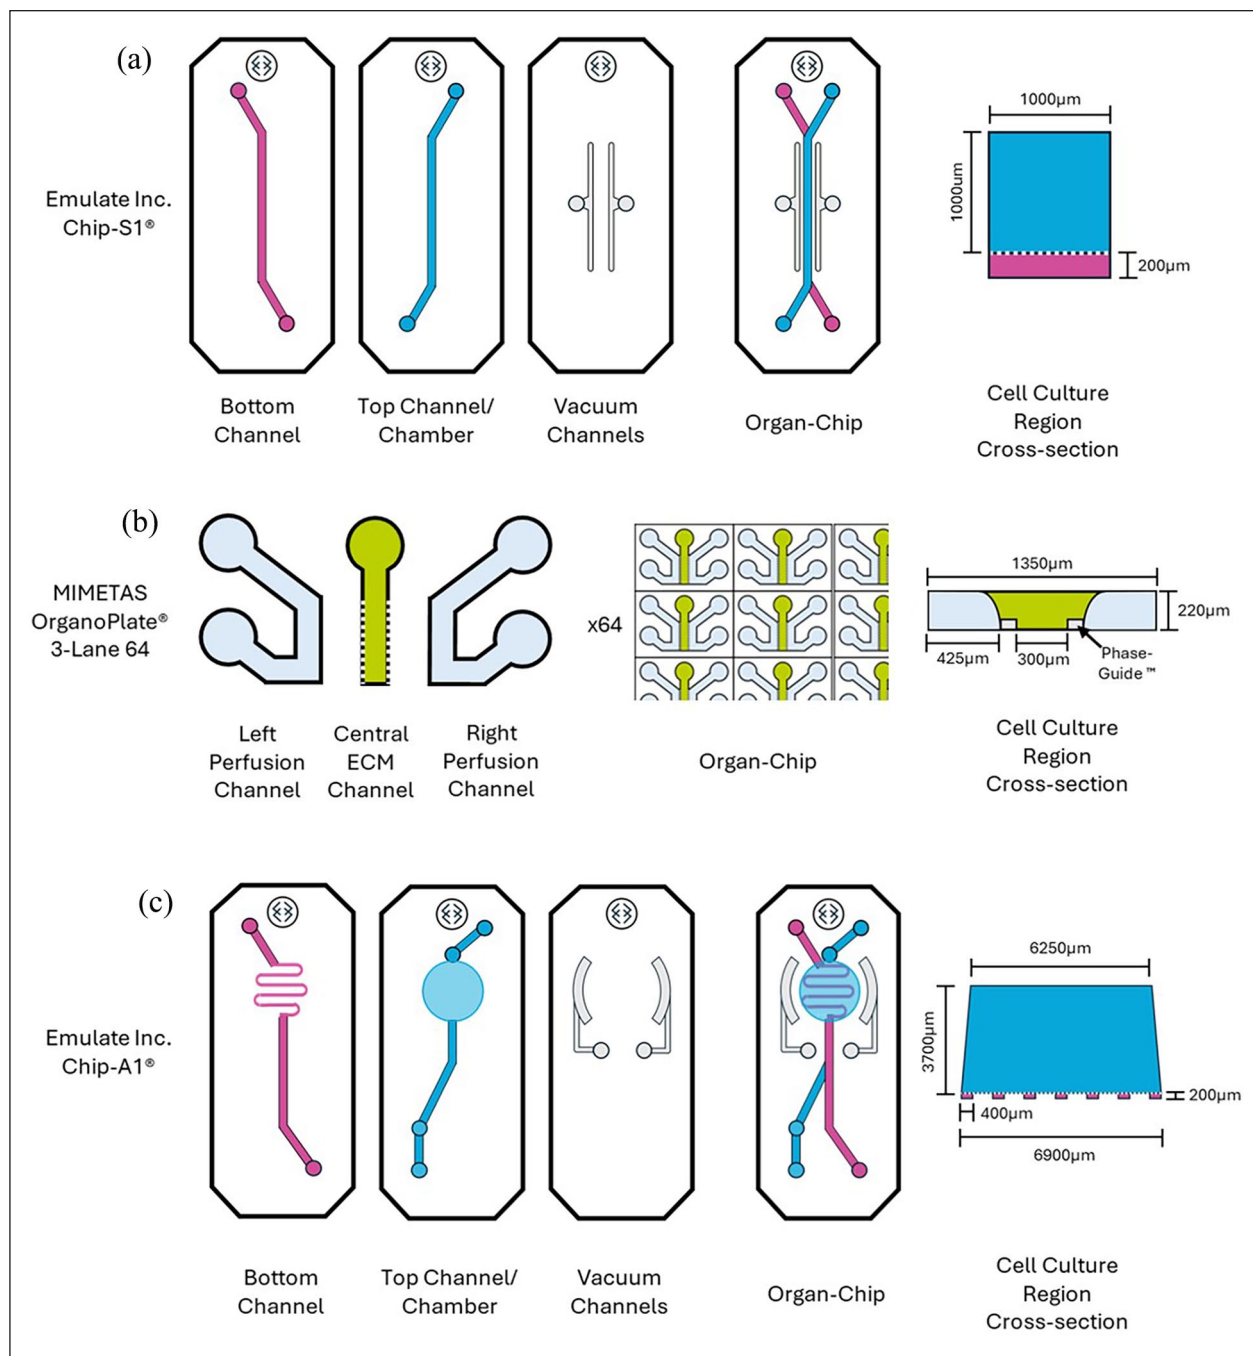 (a)
Emulate Inc.
Chip-S1®
Bottom
Channel
Top Channel/
Chamber
Vacuum
Channels
Organ-Chip
1000µm
1000um
200µm
Cell Culture
Region
Cross-section
(b)
MIMETAS
OrganoPlate®
3-Lane 64
Left
Perfusion
Channel
Central
ECM
Channel
Right
Perfusion
Channel
x64
Organ-Chip
1350µm
220µm
425µm
300µm
Phase-
Guide™
Cell Culture
Region
Cross-section
(c)
Emulate Inc.
Chip-A1®
Bottom
Channel
Top Channel/
Chamber
Vacuum
Channels
Organ-Chip
6250µm
3700µm
200µm
400µm
6900µm
Cell Culture
Region
Cross-section